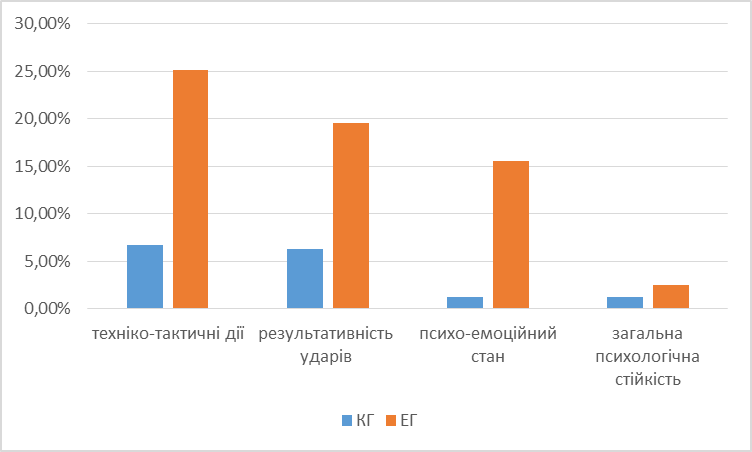 30,00%
25,00%
20,00%
15,00%
10,00%
5,00%
0,00%
техніко-тактичні дії
результативність
ударів
психо-емоційний
стан
загальна
психологічна
стійкість
КГ ЕГ